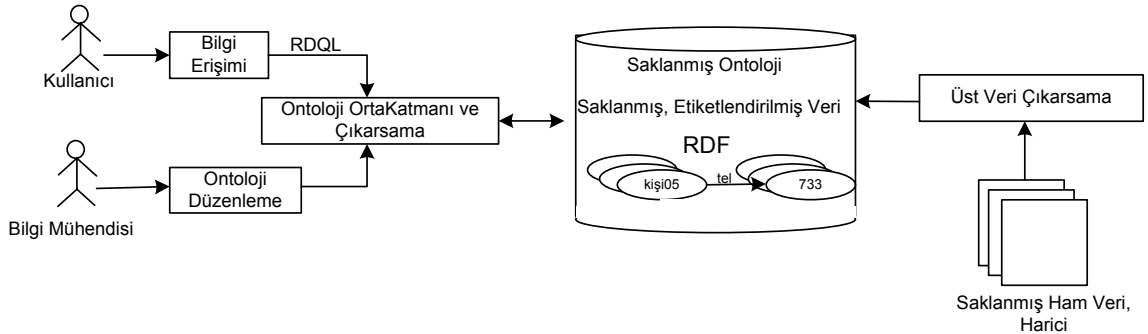 Kullanıcı
Bilgi
Erişimi
RDQL
Ontoloji OrtaKatmanı ve
Çıkarsama
Bilgi Mühendisi
Ontoloji
Düzenleme
Saklanmış Ontoloji
Saklanmış, Etiketlendirilmiş Veri
RDF
kişi05
tel
733
Üst Veri Çıkarsama
Saklanmış Ham Veri,
Harici